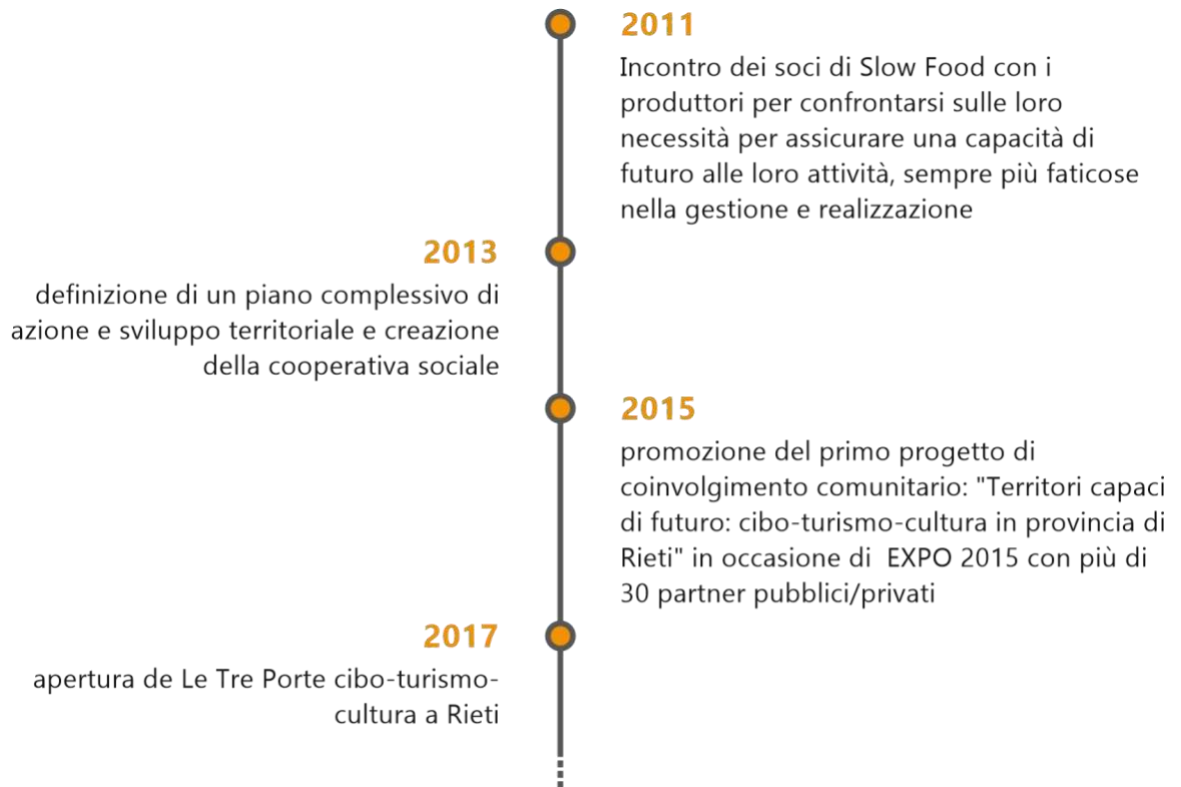 2011
Incontro dei soci di Slow Food con i
produttori per confrontarsi sulle loro
necessità per assicurare una capacità di
futuro alle loro attività, sempre più faticose
nella gestione e realizzazione
2013
definizione di un piano complessivo di
azione e sviluppo territoriale e creazione
della cooperativa sociale
2015
promozione del primo progetto di
coinvolgimento comunitario: "Territori capaci
di futuro: cibo-turismo-cultura in provincia di
Rieti" in occasione di  EXPO 2015 con più di
30 partner pubblici/privati
2017
apertura de Le Tre Porte cibo-turismo-
cultura a Rieti